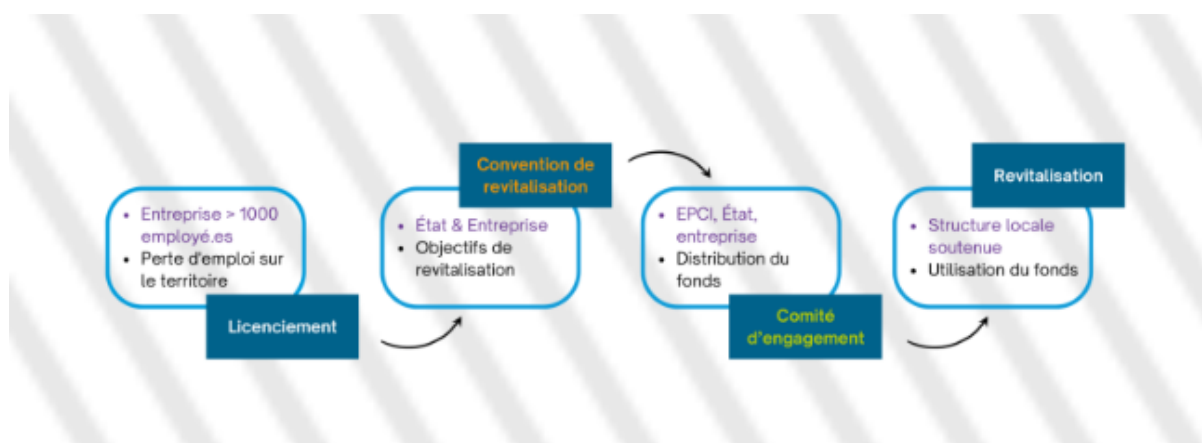 • Entreprise > 1000
employé.es
• Perte d'emploi sur
le territoire
Licenciement
Convention de
revitalisation
• État & Entreprise
• Objectifs de
revitalisation
• EPCI, État,
entreprise
• Distribution du
fonds
Comité
d'engagement
Revitalisation
• Structure locale
soutenue
• Utilisation du fonds